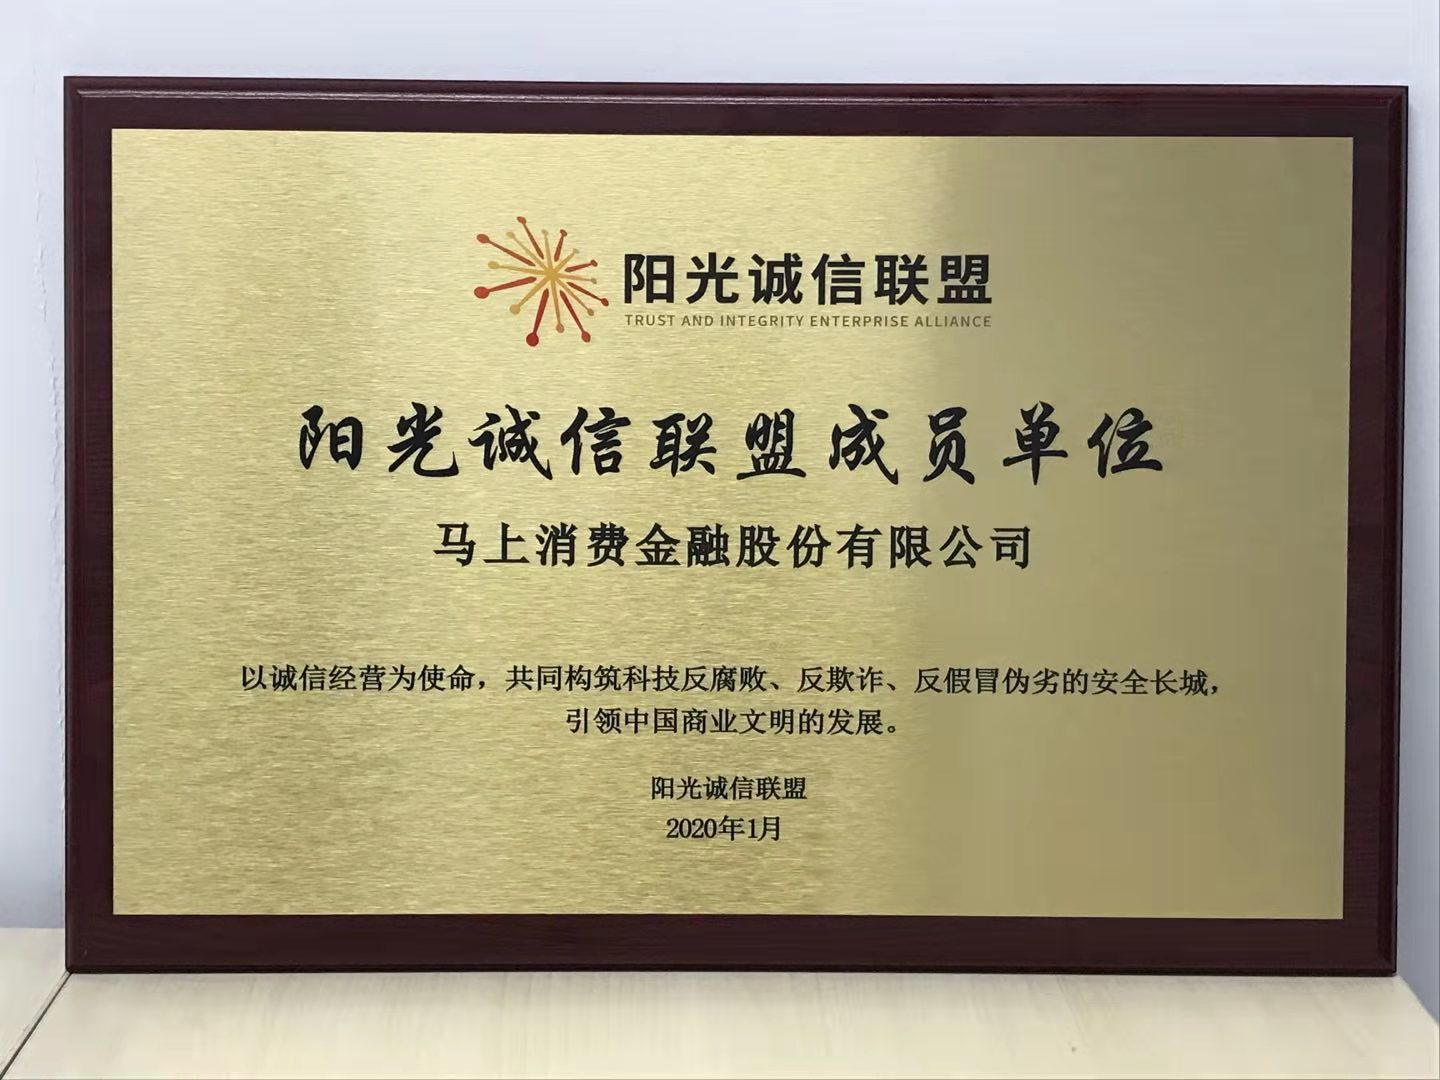 阳光诚信联盟
TRUST AND INTEGRITY ENTERPRISE ALLIANCE
阳光诚信联盟成员单位
马上消费金融股份有限公司
以诚信经营为使命，共同构筑科技反腐败、反欺诈、反假冒伪劣的安全长城，
引领中国商业文明的发展。
阳光诚信联盟
2020年1月